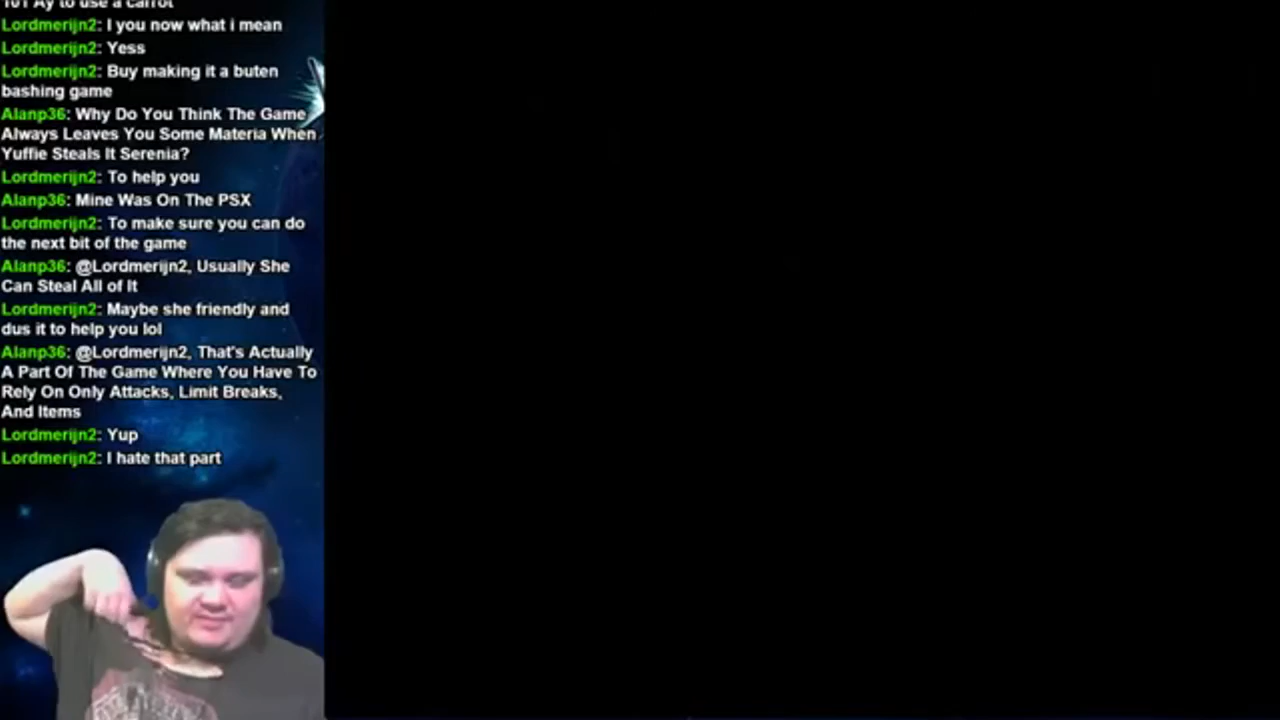 101 Ay to use a carrot
Lordmerijn2: I you now what i mean
Lordmerijn2: Yess
Lordmerijn2: Buy making it a buten
bashing game
Alanp36: Why Do You Think The Game
Always Leaves You Some Materia When
Yuffie Steals It Serenia?
Lordmerijn2: To help you
Alanp36: Mine Was On The PSX
Lordmerijn2: To make sure you can do
the next bit of the game
Alanp36: @Lordmerijn2, Usually She
Can Steal All of It
Lordmerijn2: Maybe she friendly and
dus it to help you lol
Alanp36: @Lordmerijn2, That's Actually
A Part Of The Game Where You Have To
Rely On Only Attacks, Limit Breaks,
And Items
Lordmerijn2: Yup
Lordmerijn2: I hate that part